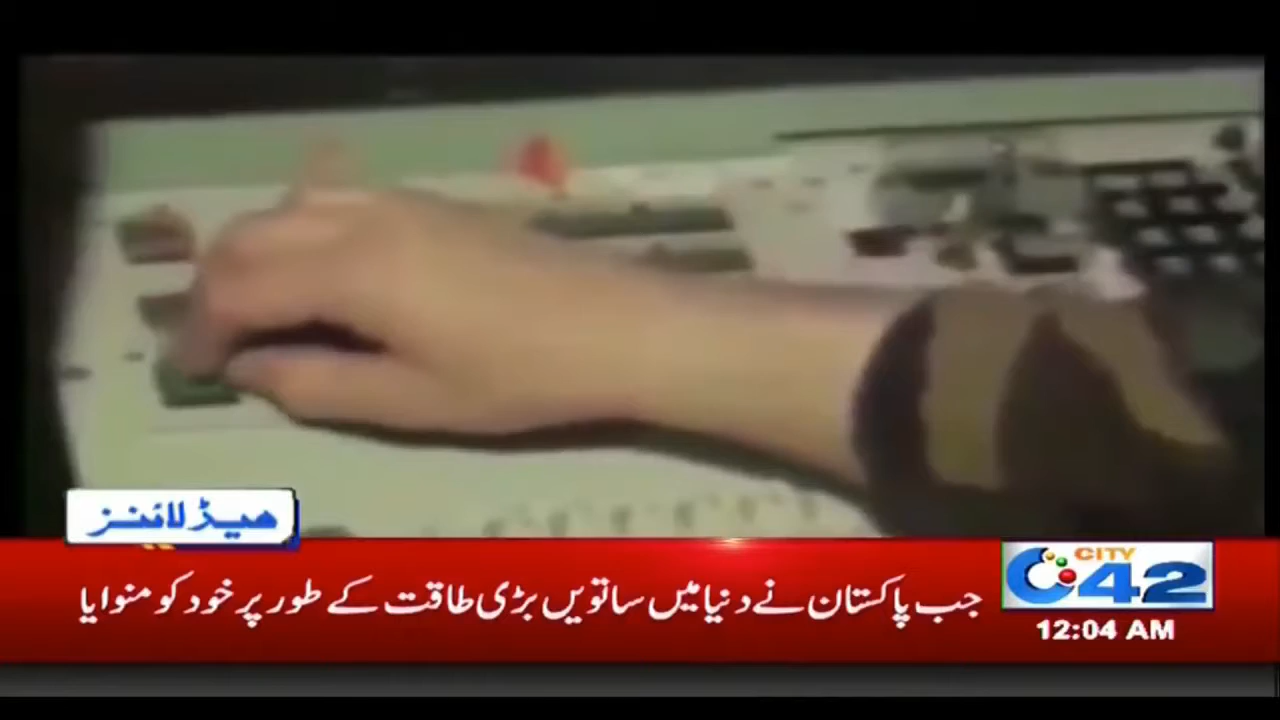 ہیڈ لائنز
جب پاکستان نے دنیا میں ساتویں بڑی طاقت کے طور پر خود کو منوایا
CITY
42
12:04 AM